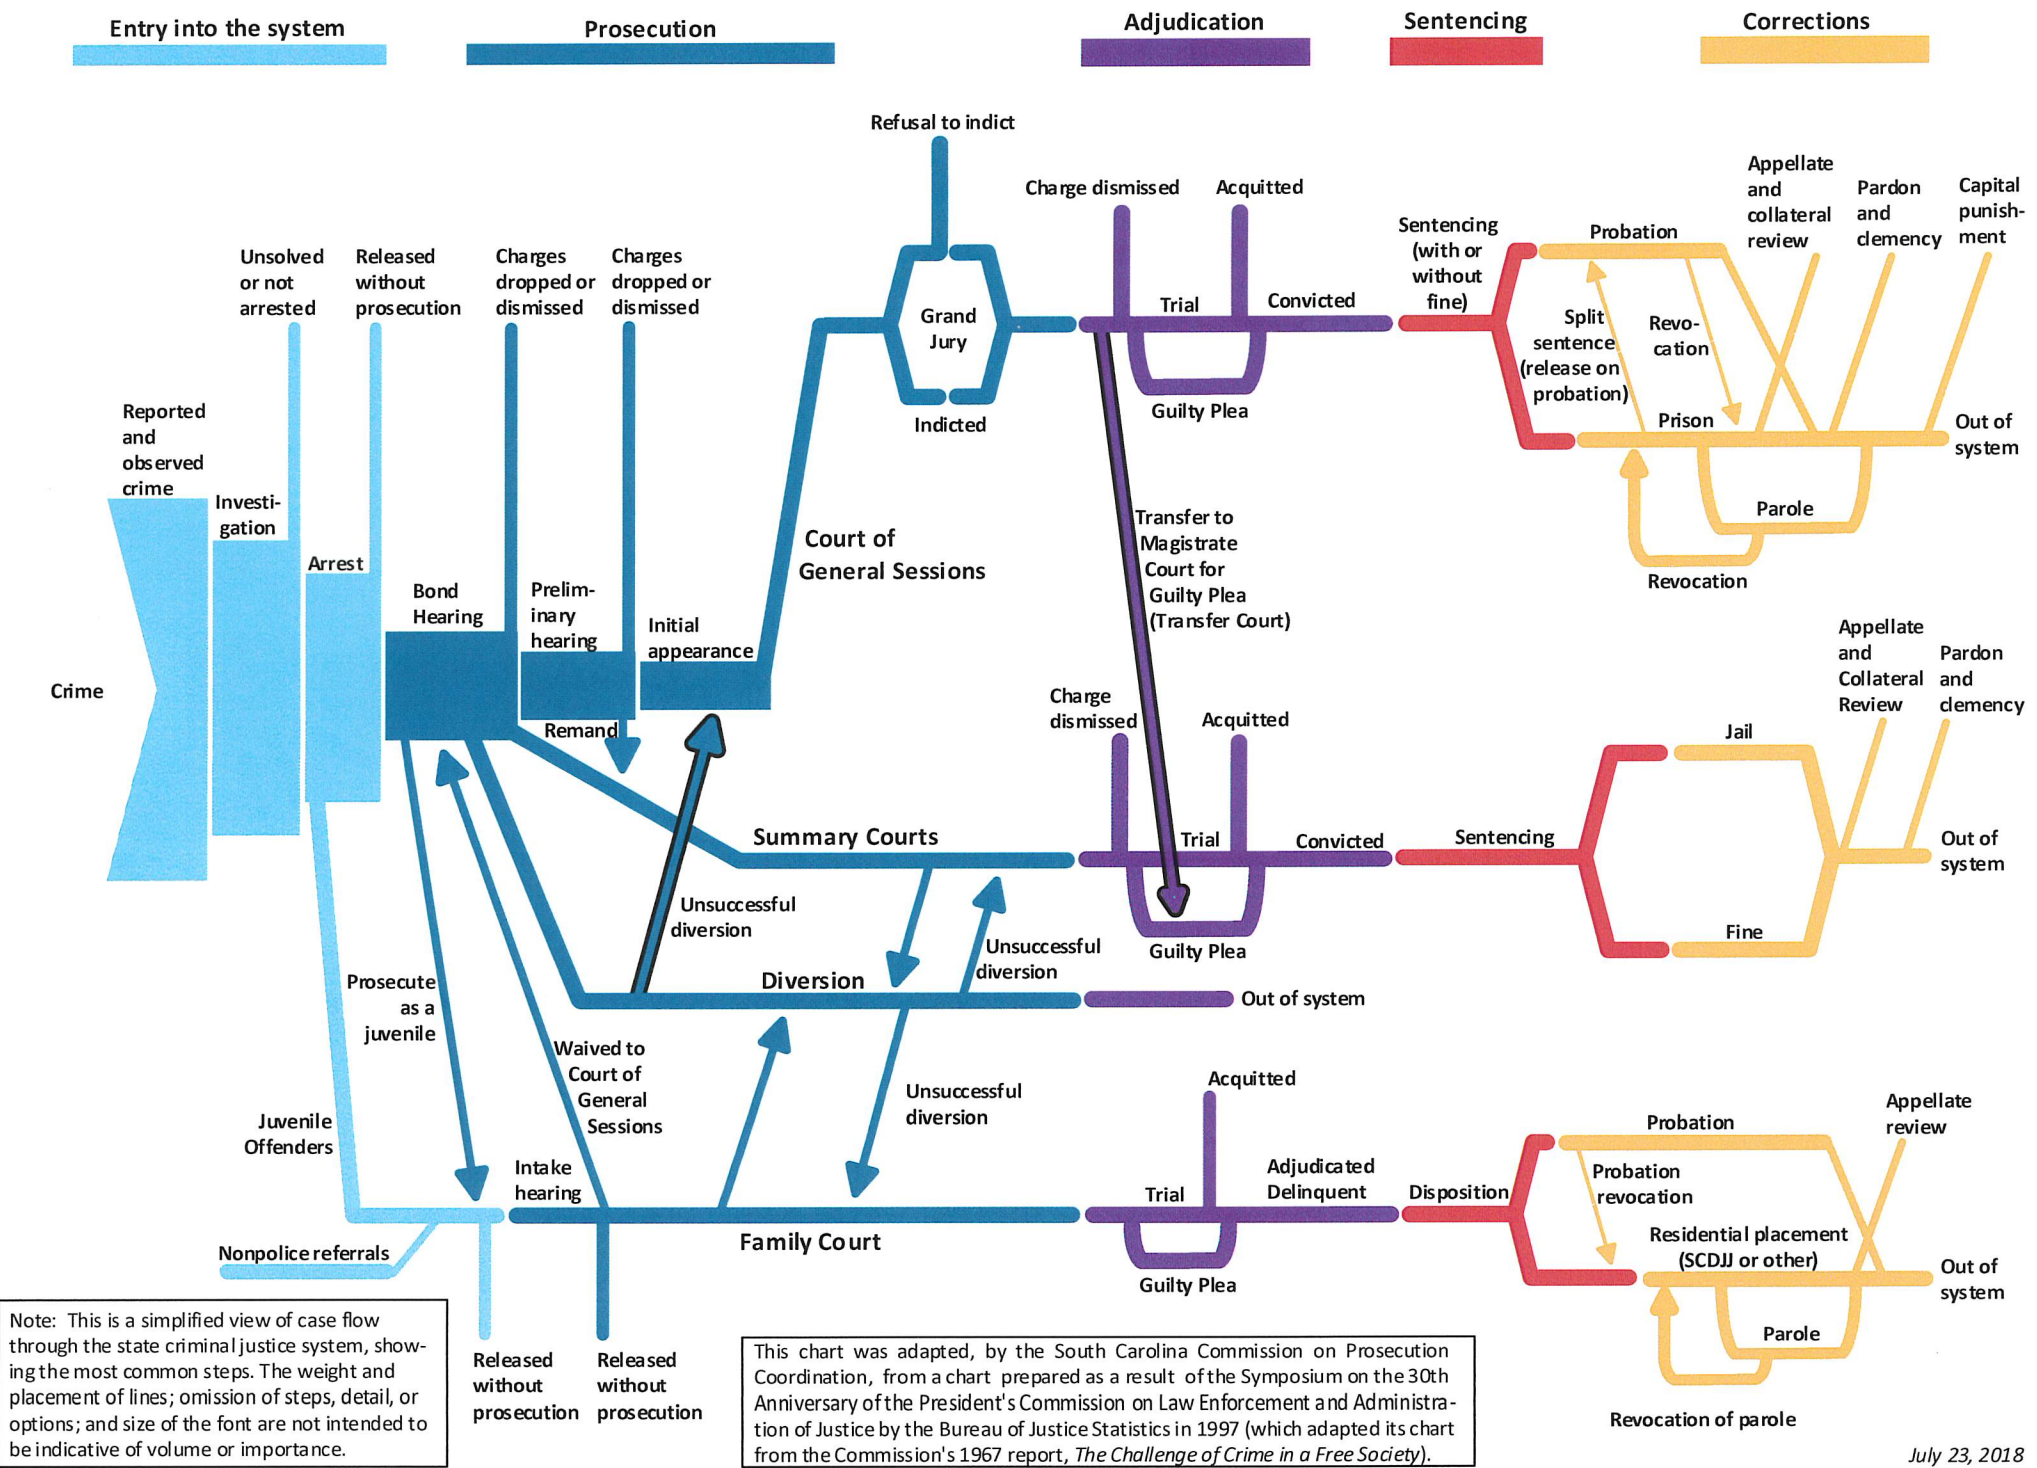 Entry into the system
Prosecution
Adjudication
Sentencing
Corrections
Refusal to indict
Grand
Jury
Indicted
Charge dismissed
Acquitted
Trial
Convicted
Guilty Plea
Sentencing
(with or
without
fine)
Probation
Split
sentence
(release on
probation)
Revo-
cation
Prison
Appellate
and
collateral
review
Pardon
and
clemency
Capital
punish-
ment
Out of
system
Parole
Revocation
Unsolved
or not
arrested
Released
without
prosecution
Charges
dropped or
dismissed
Charges
dropped or
dismissed
Reported
and
observed
crime
Investi-
gation
Arrest
Bond
Hearing
Prelim-
inary
hearing
Initial
appearance
Court of
General Sessions
Transfer to
Magistrate
Court for
Guilty Plea
(Transfer Court)
Crime
Remand
Summary Courts
Charge
dismissed
Acquitted
Trial
Convicted
Guilty Plea
Sentencing
Jail
Fine
Appellate
and
Collateral
Review
Pardon
and
clemency
Out of
system
Unsuccessful
diversion
Unsuccessful
diversion
Diversion
Out of system
Prosecute
as a
juvenile
Waived to
Court of
General
Sessions
Unsuccessful
diversion
Juvenile
Offenders
Intake
hearing
Nonpolice referrals
Family Court
Acquitted
Trial
Adjudicated
Delinquent
Guilty Plea
Disposition
Probation
Probation
revocation
Residential placement
(SCDJJ or other)
Appellate
review
Out of
system
Parole
Revocation of parole
Released
without
prosecution
Released
without
prosecution
Note: This is a simplified view of case flow
through the state criminal justice system, show-
ing the most common steps. The weight and
placement of lines; omission of steps, detail, or
options; and size of the font are not intended to
be indicative of volume or importance.
This chart was adapted, by the South Carolina Commission on Prosecution
Coordination, from a chart prepared as a result of the Symposium on the 30th
Anniversary of the President's Commission on Law Enforcement and Administra-
tion of Justice by the Bureau of Justice Statistics in 1997 (which adapted its chart
from the Commission's 1967 report, The Challenge of Crime in a Free Society).
July 23, 2018